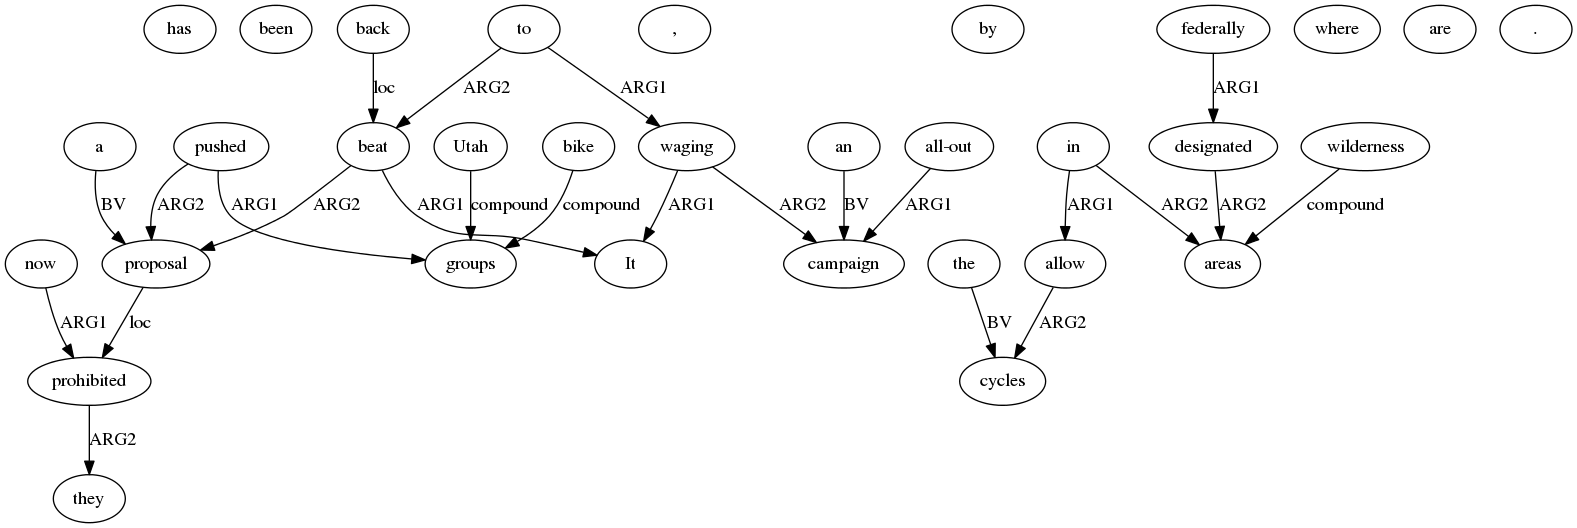 has been back to , by federally where are .
loc ARG2 ARG1 ARG1
a pushed beat Utah bike waging an all-out in designated wilderness
BV ARG2 ARG1 ARG2 ARG1 compound compound ARG1 ARG2 BV ARG1 ARG1 ARG2 ARG2 compound
now proposal groups It campaign the allow areas
ARG1 loc BV ARG2
prohibited cycles
ARG2
they